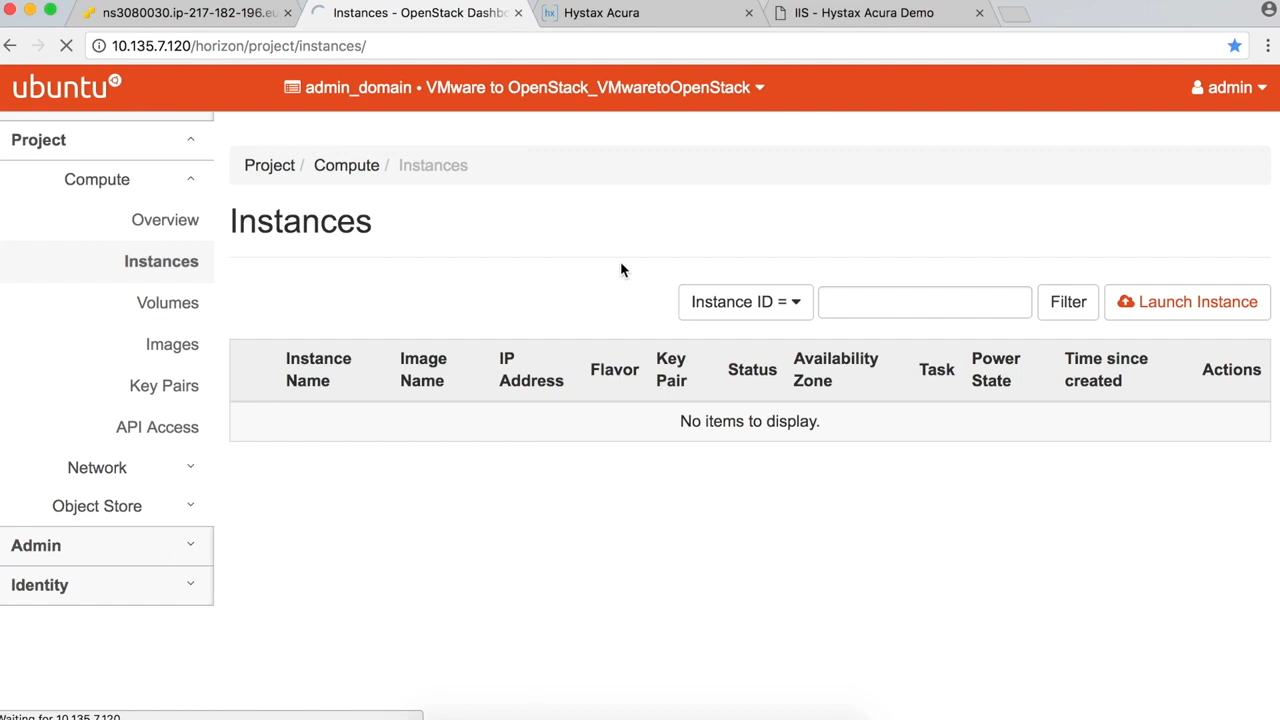 ns3080030.ip-217-182-196.eu
Instances - OpenStack Dashbo
hx Hystax Acura
IIS - Hystax Acura Demo
10.135.7.120/horizon/project/instances/
ubuntu
admin_domain • VMware to OpenStack_VMwaretoOpenStack
admin
Project
Compute
Overview
Instances
Volumes
Images
Key Pairs
API Access
Network
Object Store
Admin
Identity
Project / Compute / Instances
Instances
Instance ID =
Filter
Launch Instance
Instance Name
Image Name
IP Address
Flavor
Key Pair
Status
Availability Zone
Task
Power State
Time since created
Actions
No items to display.
Waiting for 10.135.7.120